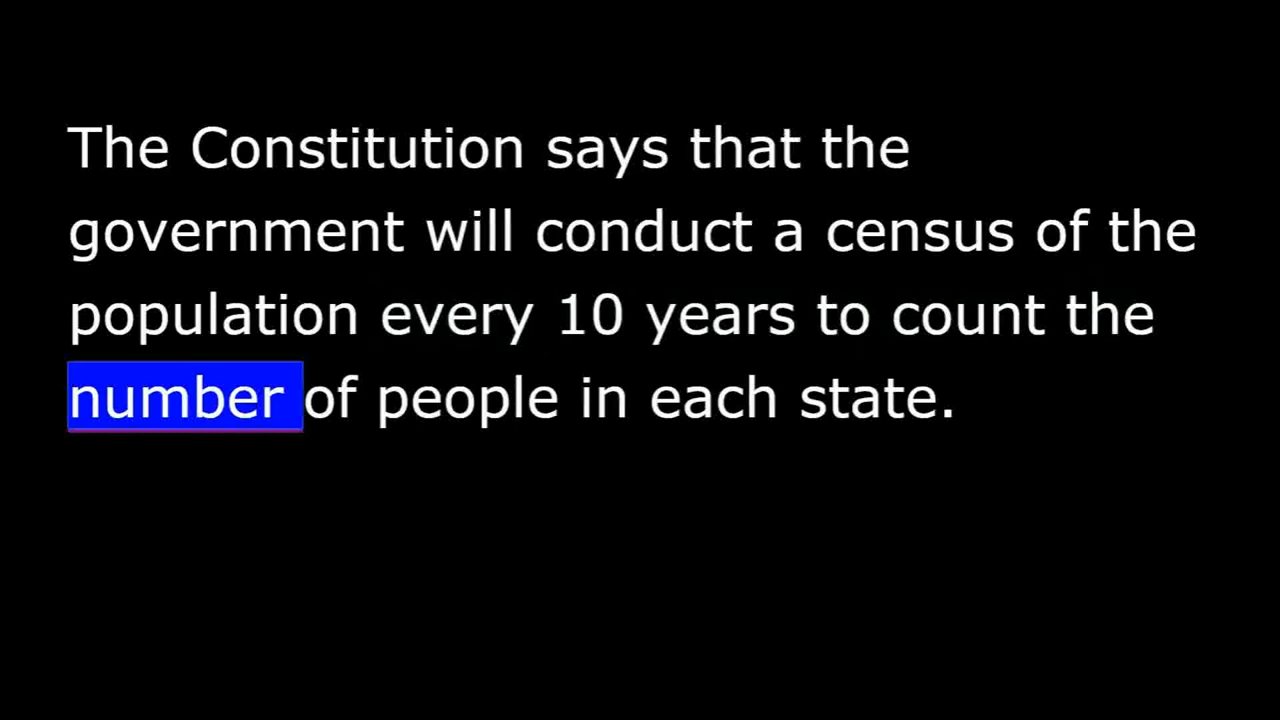 The Constitution says that the
government will conduct a census of the
population every 10 years to count the
number of people in each state.